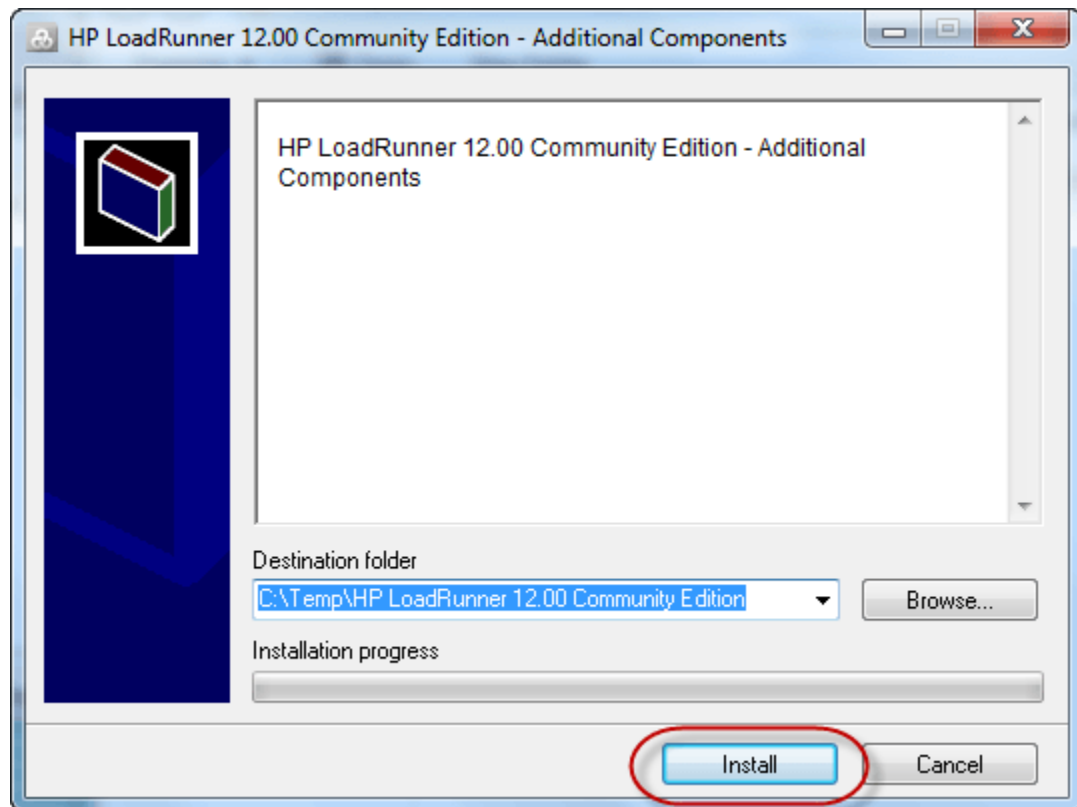 HP LoadRunner 12.00 Community Edition - Additional Components
HP LoadRunner 12.00 Community Edition - Additional
Components
Destination folder
C:\Temp\HP LoadRunner 12.00 Community Edition
Browse...
Installation progress
Install
Cancel